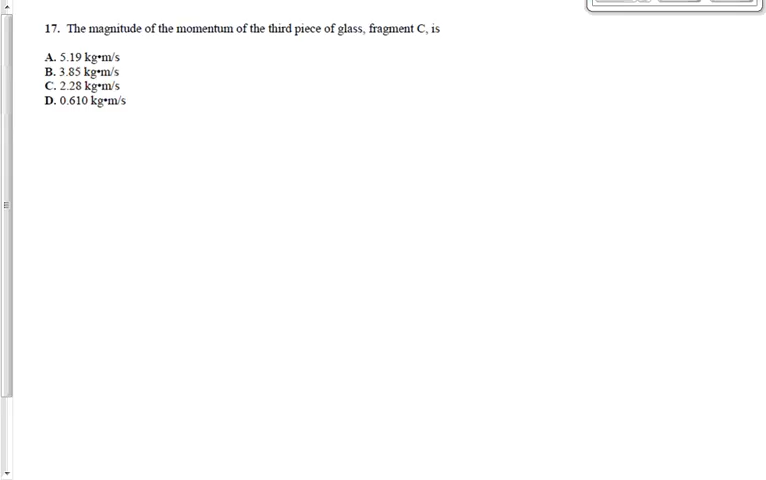 17. The magnitude of the momentum of the third piece of glass, fragment C, is
A. 5.19 kg•m/s
B. 3.85 kg•m/s
C. 2.28 kg•m/s
D. 0.610 kg•m/s